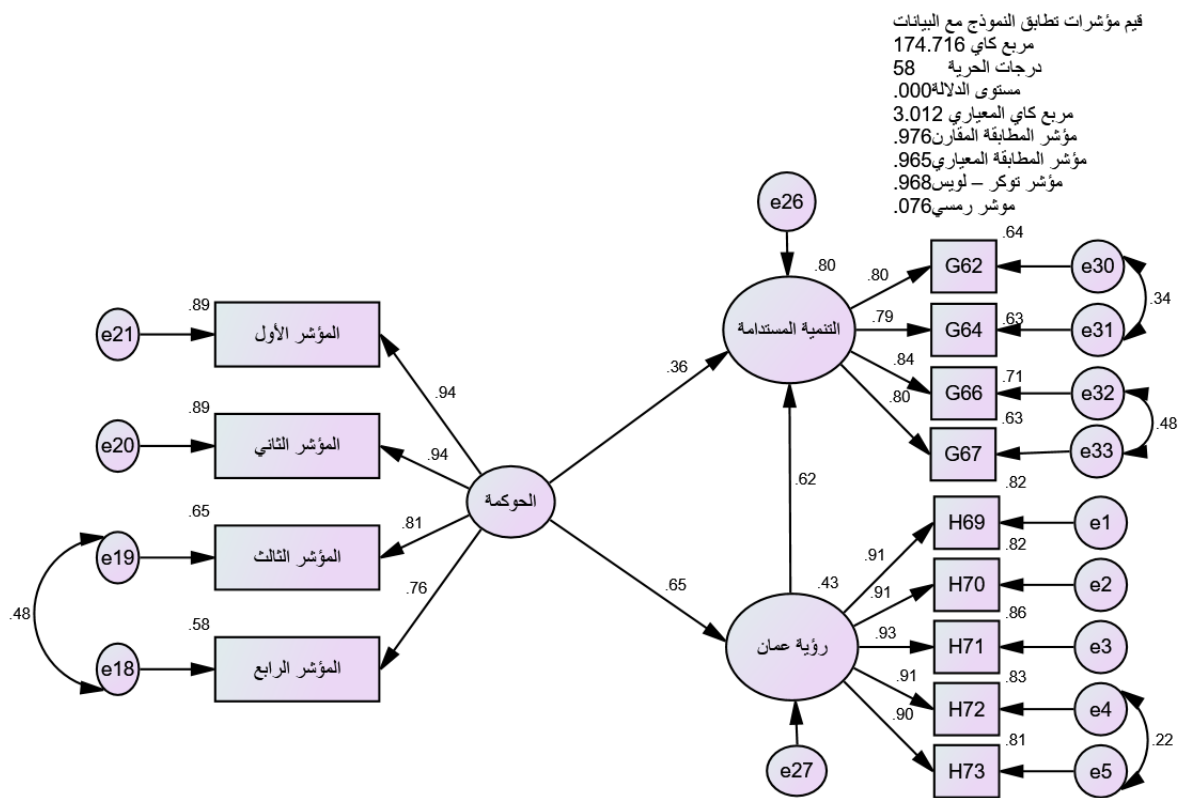 قيم مؤشرات تطابق النموذج مع البيانات
مربع كاي 174.716
درجات الحرية 58
مستوى الدلالة000.
مربع كاي المعياري 3.012
مؤشر المطابقة المقارن976.
مؤشر المطابقة المعياري965.
مؤشر توكر – لويس968.
موشر رمسي076.
e26
.80
التنمية المستدامة
.80
.64
G62
e30
.34
.79
.63
G64
e31
.84
.71
G66
e32
.48
.80
.63
G67
e33
e21
.89
المؤشر الأول
.94
e20
.89
المؤشر الثاني
.94
e19
.65
المؤشر الثالث
.81
.48
e18
.58
المؤشر الرابع
.76
الحوكمة
.36
.62
.65
.43
رؤية عمان
e27
.91
.82
H69
e1
.91
.82
H70
e2
.93
.86
H71
e3
.91
.83
H72
e4
.22
.90
.81
H73
e5